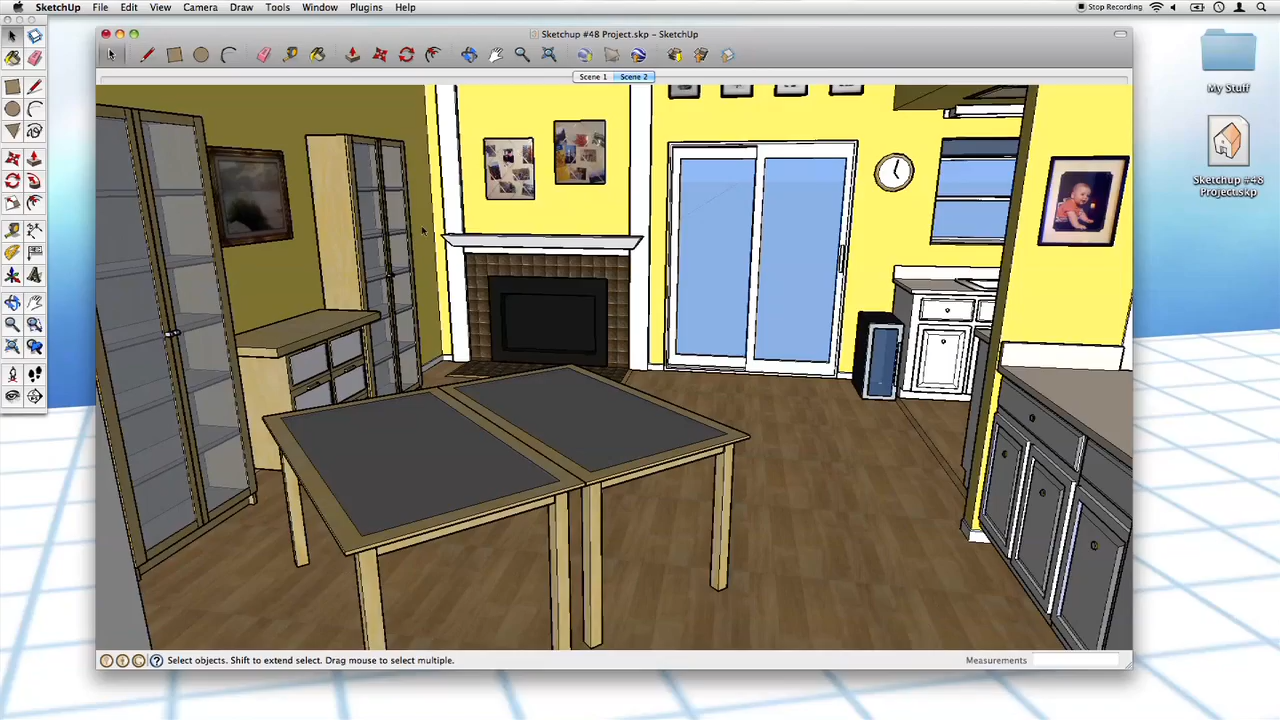 SketchUp File Edit View Camera Draw Tools Window Plugins Help
Stop Recording
Sketchup #48 Project.skp – SketchUp
Scene 1 Scene 2
My Stuff
Sketchup #48
Project.skp
Select objects. Shift to extend select. Drag mouse to select multiple.
Measurements